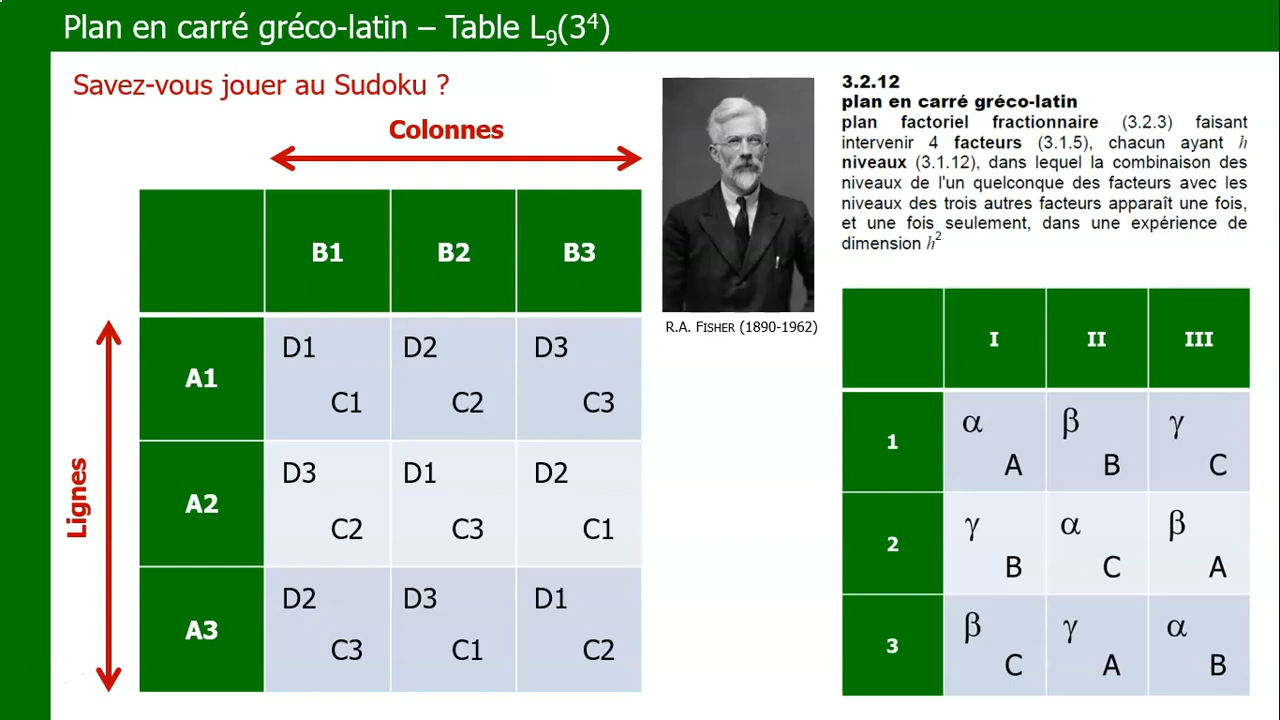 Plan en carré gréco-latin – Table L₉(3⁴)
Savez-vous jouer au Sudoku ?
Colonnes
B1 B2 B3
Lignes
A1
D1 D2 D3
C1 C2 C3
A2
D3 D1 D2
C2 C3 C1
A3
D2 D3 D1
C3 C1 C2
R.A. FISHER (1890-1962)
3.2.12
plan en carré gréco-latin
plan factoriel fractionnaire (3.2.3) faisant
intervenir 4 facteurs (3.1.5), chacun ayant h
niveaux (3.1.12), dans lequel la combinaison des
niveaux de l'un quelconque des facteurs avec les
niveaux des trois autres facteurs apparaît une fois,
et une fois seulement, dans une expérience de
dimension h²
I II III
1
α β γ
A B C
2
γ α β
B C A
3
β γ α
C A B